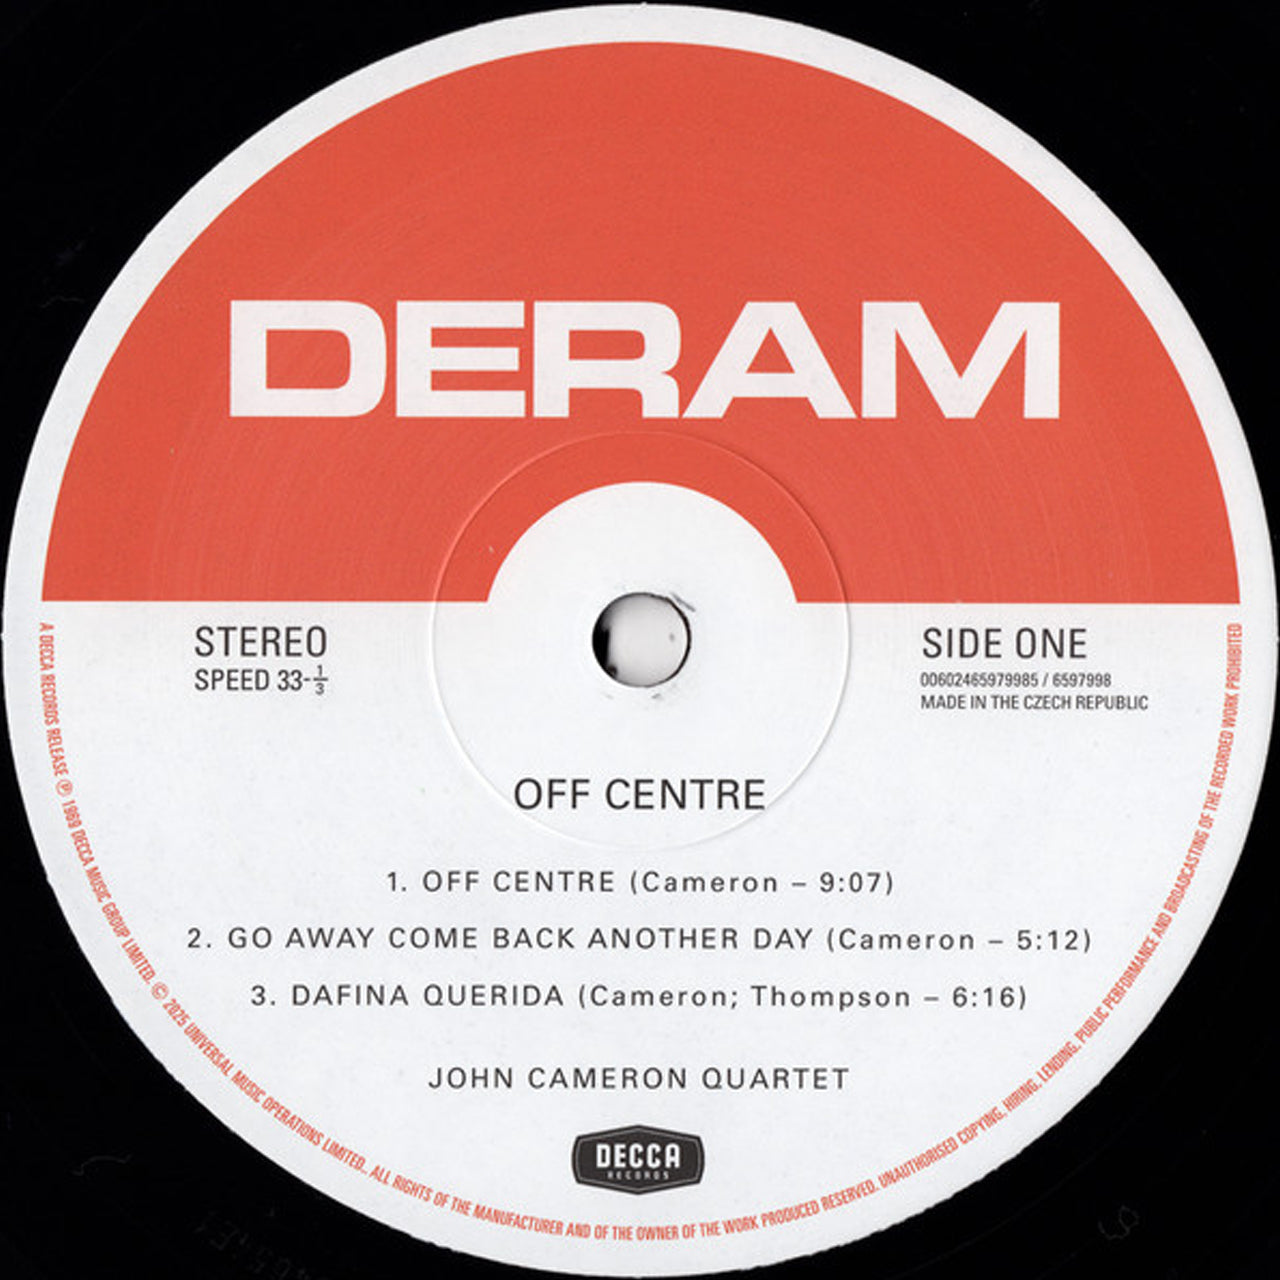 DERAM
STEREO
SPEED 33-1/3
SIDE ONE
00602465979985 / 6597998
MADE IN THE CZECH REPUBLIC
OFF CENTRE
1. OFF CENTRE (Cameron – 9:07)
2. GO AWAY COME BACK ANOTHER DAY (Cameron – 5:12)
3. DAFINA QUERIDA (Cameron; Thompson – 6:16)
JOHN CAMERON QUARTET
DECCA
RECORDS
A DECCA RECORDS RELEASE ℗ 1969 DECCA MUSIC GROUP LIMITED. © 2025 UNIVERSAL MUSIC OPERATIONS LIMITED.. ALL RIGHTS OF THE MANUFACTURER AND OF THE OWNER OF THE WORK PRODUCED RESERVED. UNAUTHORISED COPYING, HIRING, LENDING, PUBLIC PERFORMANCE AND BROADCASTING OF THE RECORDED WORK PROHIBITED